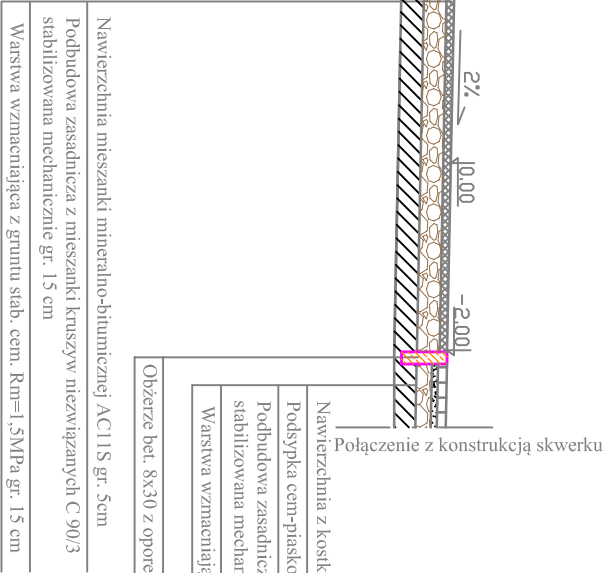 Nawierzchnia mieszanki mineralno-bitumicznej AC11S gr. 5cm
Podbudowa zasadnicza z mieszanki kruszyw niezwiązanych C 90/3
stabilizowana mechanicznie gr. 15 cm
Warstwa wzmacniająca z gruntu stab. cem. Rm=1,5MPa gr. 15 cm
2%
0.00
-2.00
Obżerze bet. 8x30 z opore
Nawierzchnia z kostk
Podsypka cem-piasko
Podbudowa zasadnicz
stabilizowana mechan
Warstwa wzmacniają
Połączenie z konstrukcją skwerku